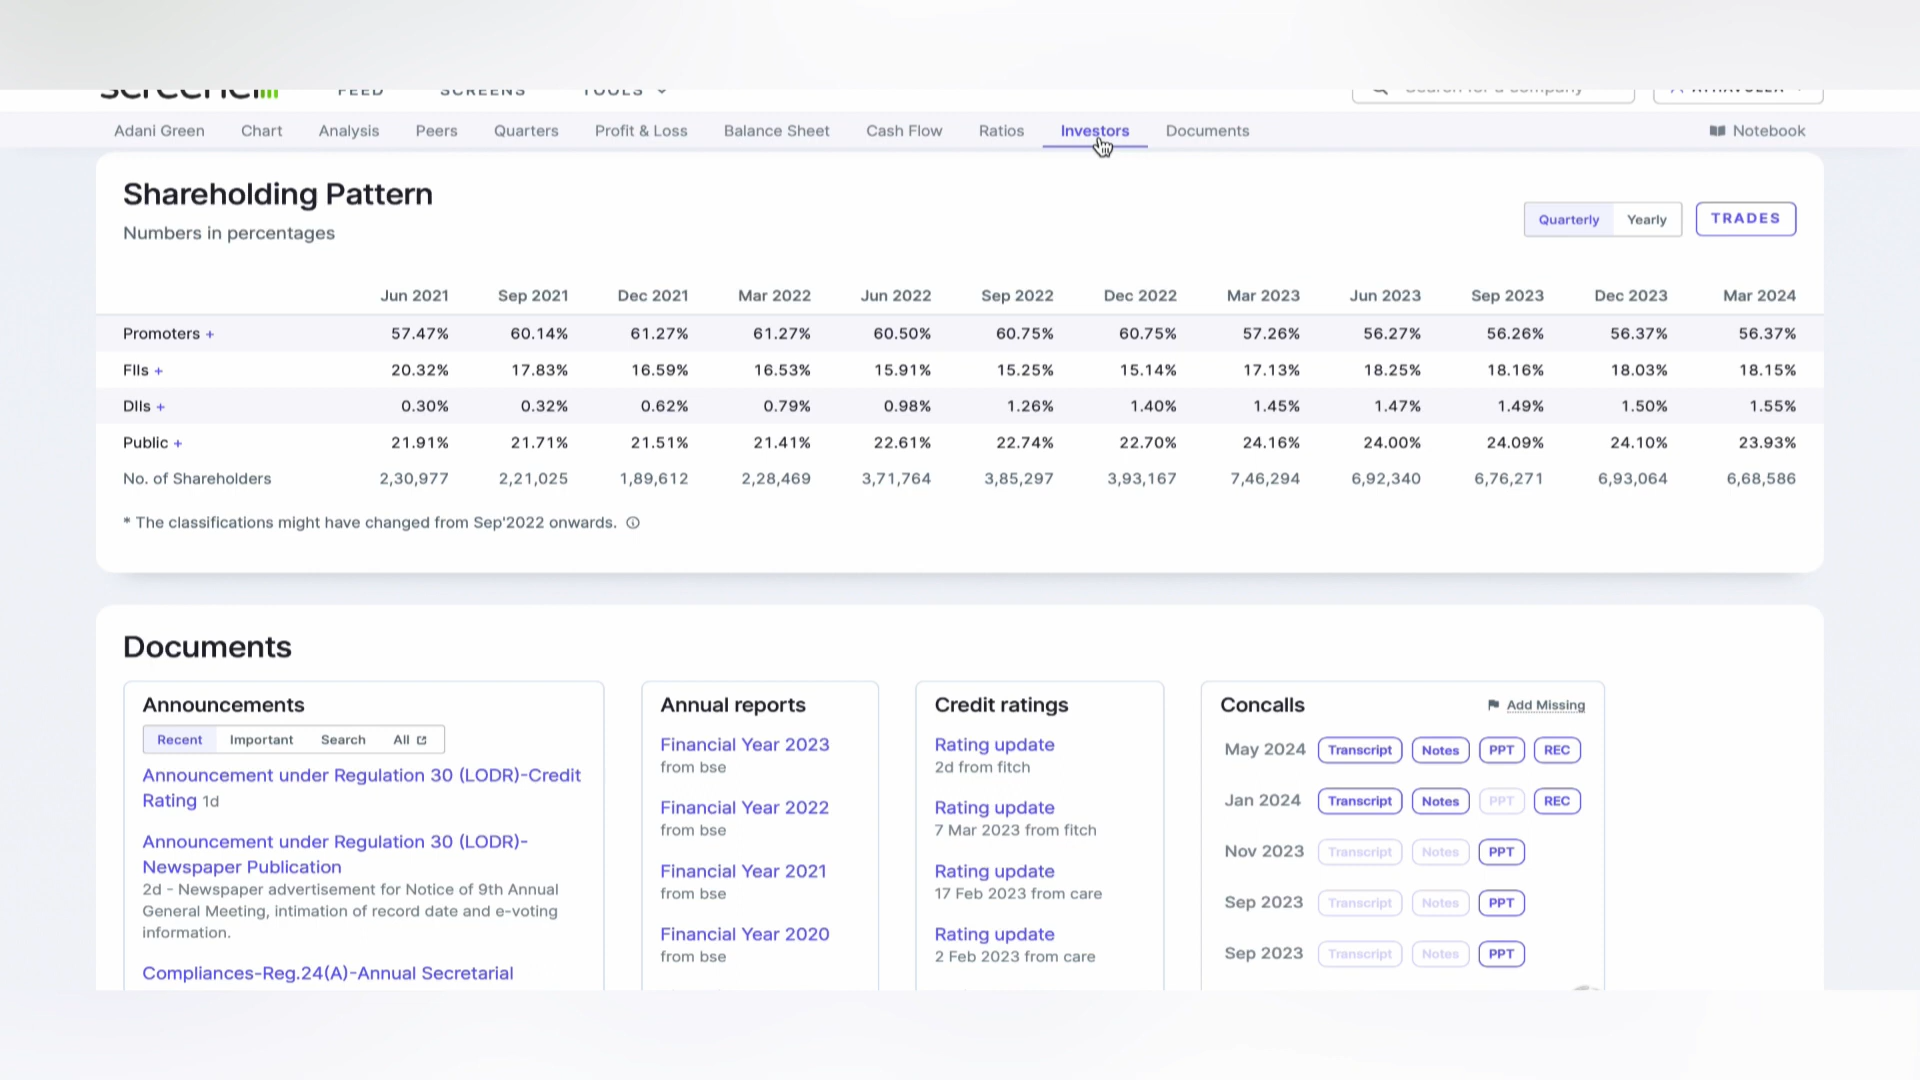 screener
FEED SCREENS TOOLS Search for a company
Adani Green Chart Analysis Peers Quarters Profit & Loss Balance Sheet Cash Flow Ratios Investors Documents Notebook
Shareholding Pattern
Numbers in percentages
Quarterly Yearly TRADES
Jun 2021 Sep 2021 Dec 2021 Mar 2022 Jun 2022 Sep 2022 Dec 2022 Mar 2023 Jun 2023 Sep 2023 Dec 2023 Mar 2024
Promoters + 57.47% 60.14% 61.27% 61.27% 60.50% 60.75% 60.75% 57.26% 56.27% 56.26% 56.37% 56.37%
FIIs + 20.32% 17.83% 16.59% 16.53% 15.91% 15.25% 15.14% 17.13% 18.25% 18.16% 18.03% 18.15%
DIIs + 0.30% 0.32% 0.62% 0.79% 0.98% 1.26% 1.40% 1.45% 1.47% 1.49% 1.50% 1.55%
Public + 21.91% 21.71% 21.51% 21.41% 22.61% 22.74% 22.70% 24.16% 24.00% 24.09% 24.10% 23.93%
No. of Shareholders 2,30,977 2,21,025 1,89,612 2,28,469 3,71,764 3,85,297 3,93,167 7,46,294 6,92,340 6,76,271 6,93,064 6,68,586
* The classifications might have changed from Sep'2022 onwards.
Documents
Announcements
Recent Important Search All
Announcement under Regulation 30 (LODR)-Credit
Rating 1d
Announcement under Regulation 30 (LODR)-
Newspaper Publication
2d - Newspaper advertisement for Notice of 9th Annual
General Meeting, intimation of record date and e-voting
information.
Compliances-Reg.24(A)-Annual Secretarial
Annual reports
Financial Year 2023
from bse
Financial Year 2022
from bse
Financial Year 2021
from bse
Financial Year 2020
from bse
Credit ratings
Rating update
2d from fitch
Rating update
7 Mar 2023 from fitch
Rating update
17 Feb 2023 from care
Rating update
2 Feb 2023 from care
Concalls Add Missing
May 2024 Transcript Notes PPT REC
Jan 2024 Transcript Notes PPT REC
Nov 2023 Transcript Notes PPT
Sep 2023 Transcript Notes PPT
Sep 2023 Transcript Notes PPT